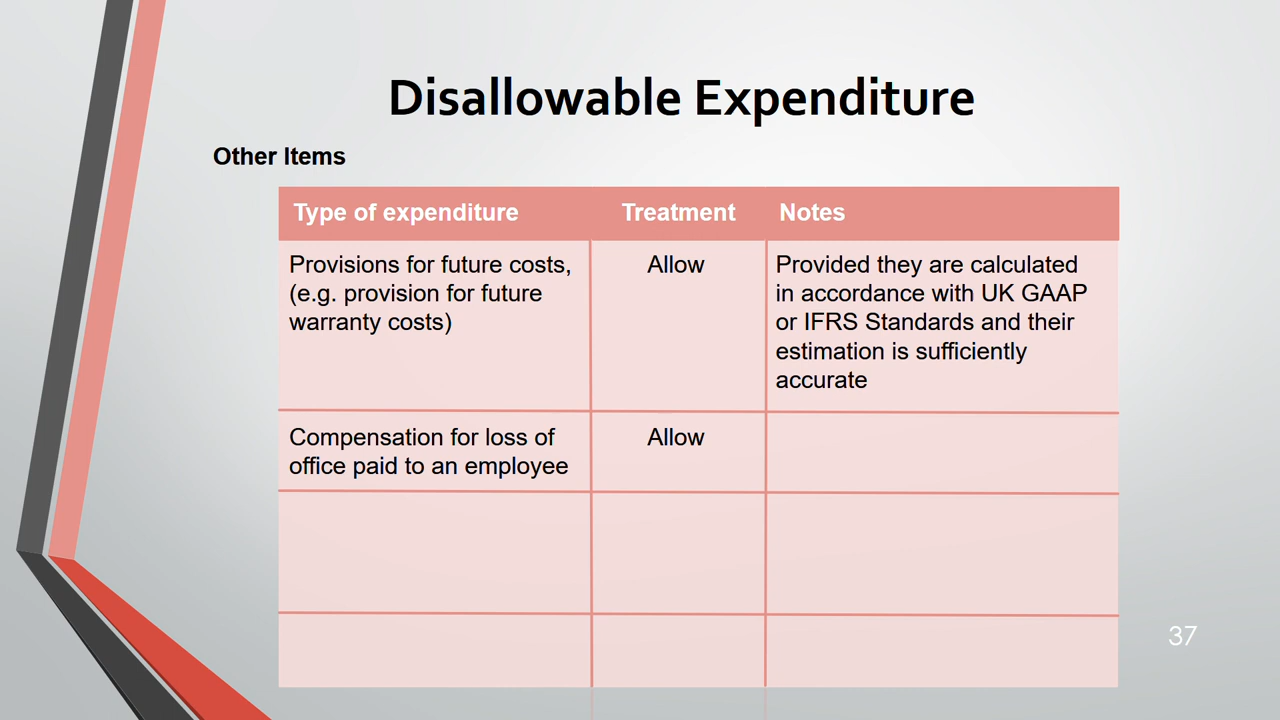 Disallowable Expenditure
Other Items
Type of expenditure
Treatment
Notes
Provisions for future costs,
(e.g. provision for future
warranty costs)
Allow
Provided they are calculated
in accordance with UK GAAP
or IFRS Standards and their
estimation is sufficiently
accurate
Compensation for loss of
office paid to an employee
Allow
37